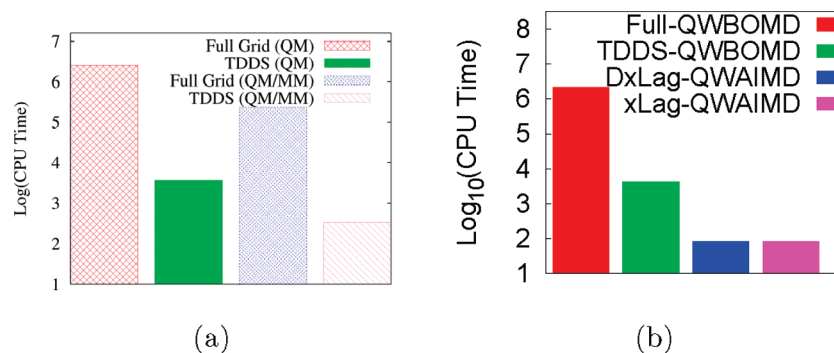 7
6
5
4
3
2
1
Log(CPU Time)
Full Grid (QM)
TDDS (QM)
Full Grid (QM/MM)
TDDS (QM/MM)
(a)
8
7
6
5
4
3
2
1
Log10(CPU Time)
Full-QWBOMD
TDDS-QWBOMD
DxLag-QWAIMD
xLag-QWAIMD
(b)